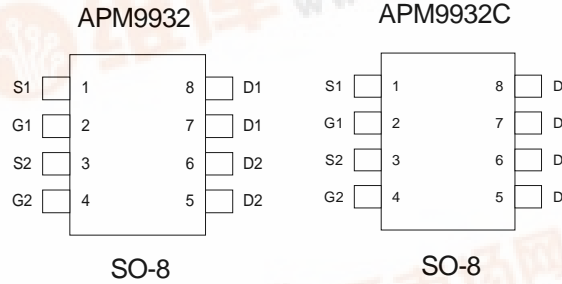 APM9932
S1 1 8 D1
G1 2 7 D1
S2 3 6 D2
G2 4 5 D2
SO-8
APM9932C
S1 1 8 D
G1 2 7 D
S2 3 6 D
G2 4 5 D
SO-8